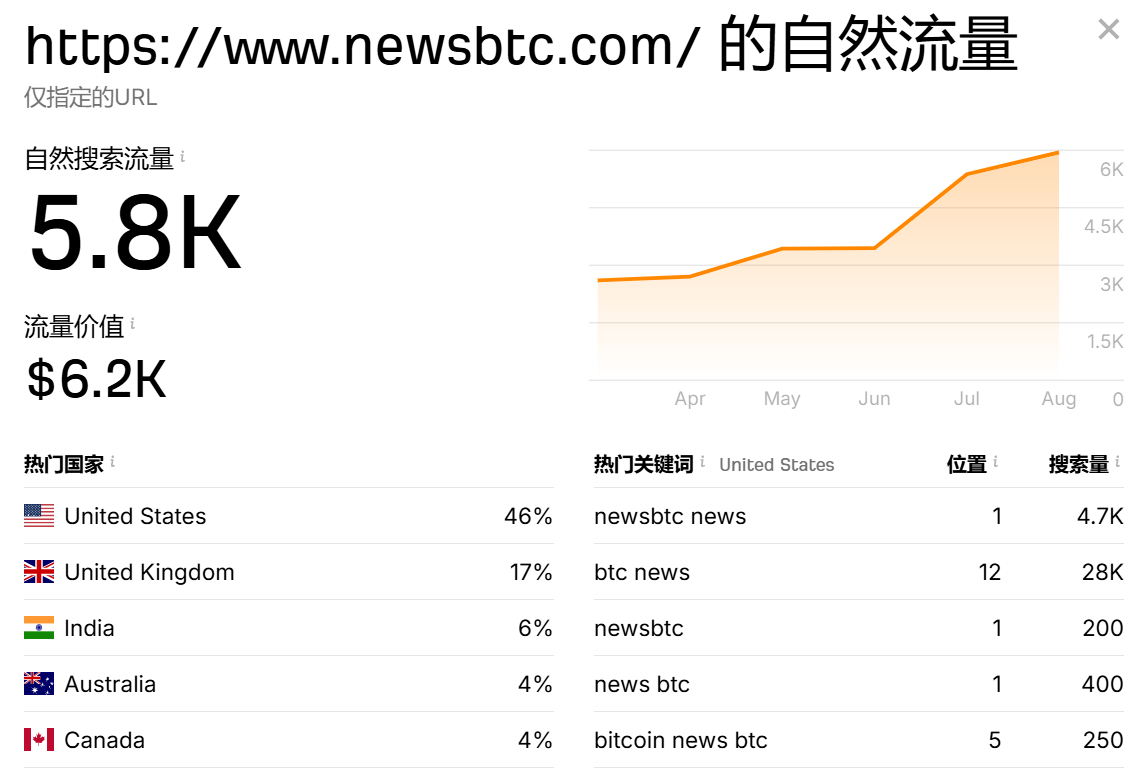 https://www.newsbtc.com/ 的自然流量
仅指定的URL
自然搜索流量 i
5.8K
流量价值 i
$6.2K
6K
4.5K
3K
1.5K
Apr May Jun Jul Aug 0
热门国家 i
United States 46%
United Kingdom 17%
India 6%
Australia 4%
Canada 4%
热门关键词 i United States 位置 i 搜索量 i
newsbtc news 1 4.7K
btc news 12 28K
newsbtc 1 200
news btc 1 400
bitcoin news btc 5 250